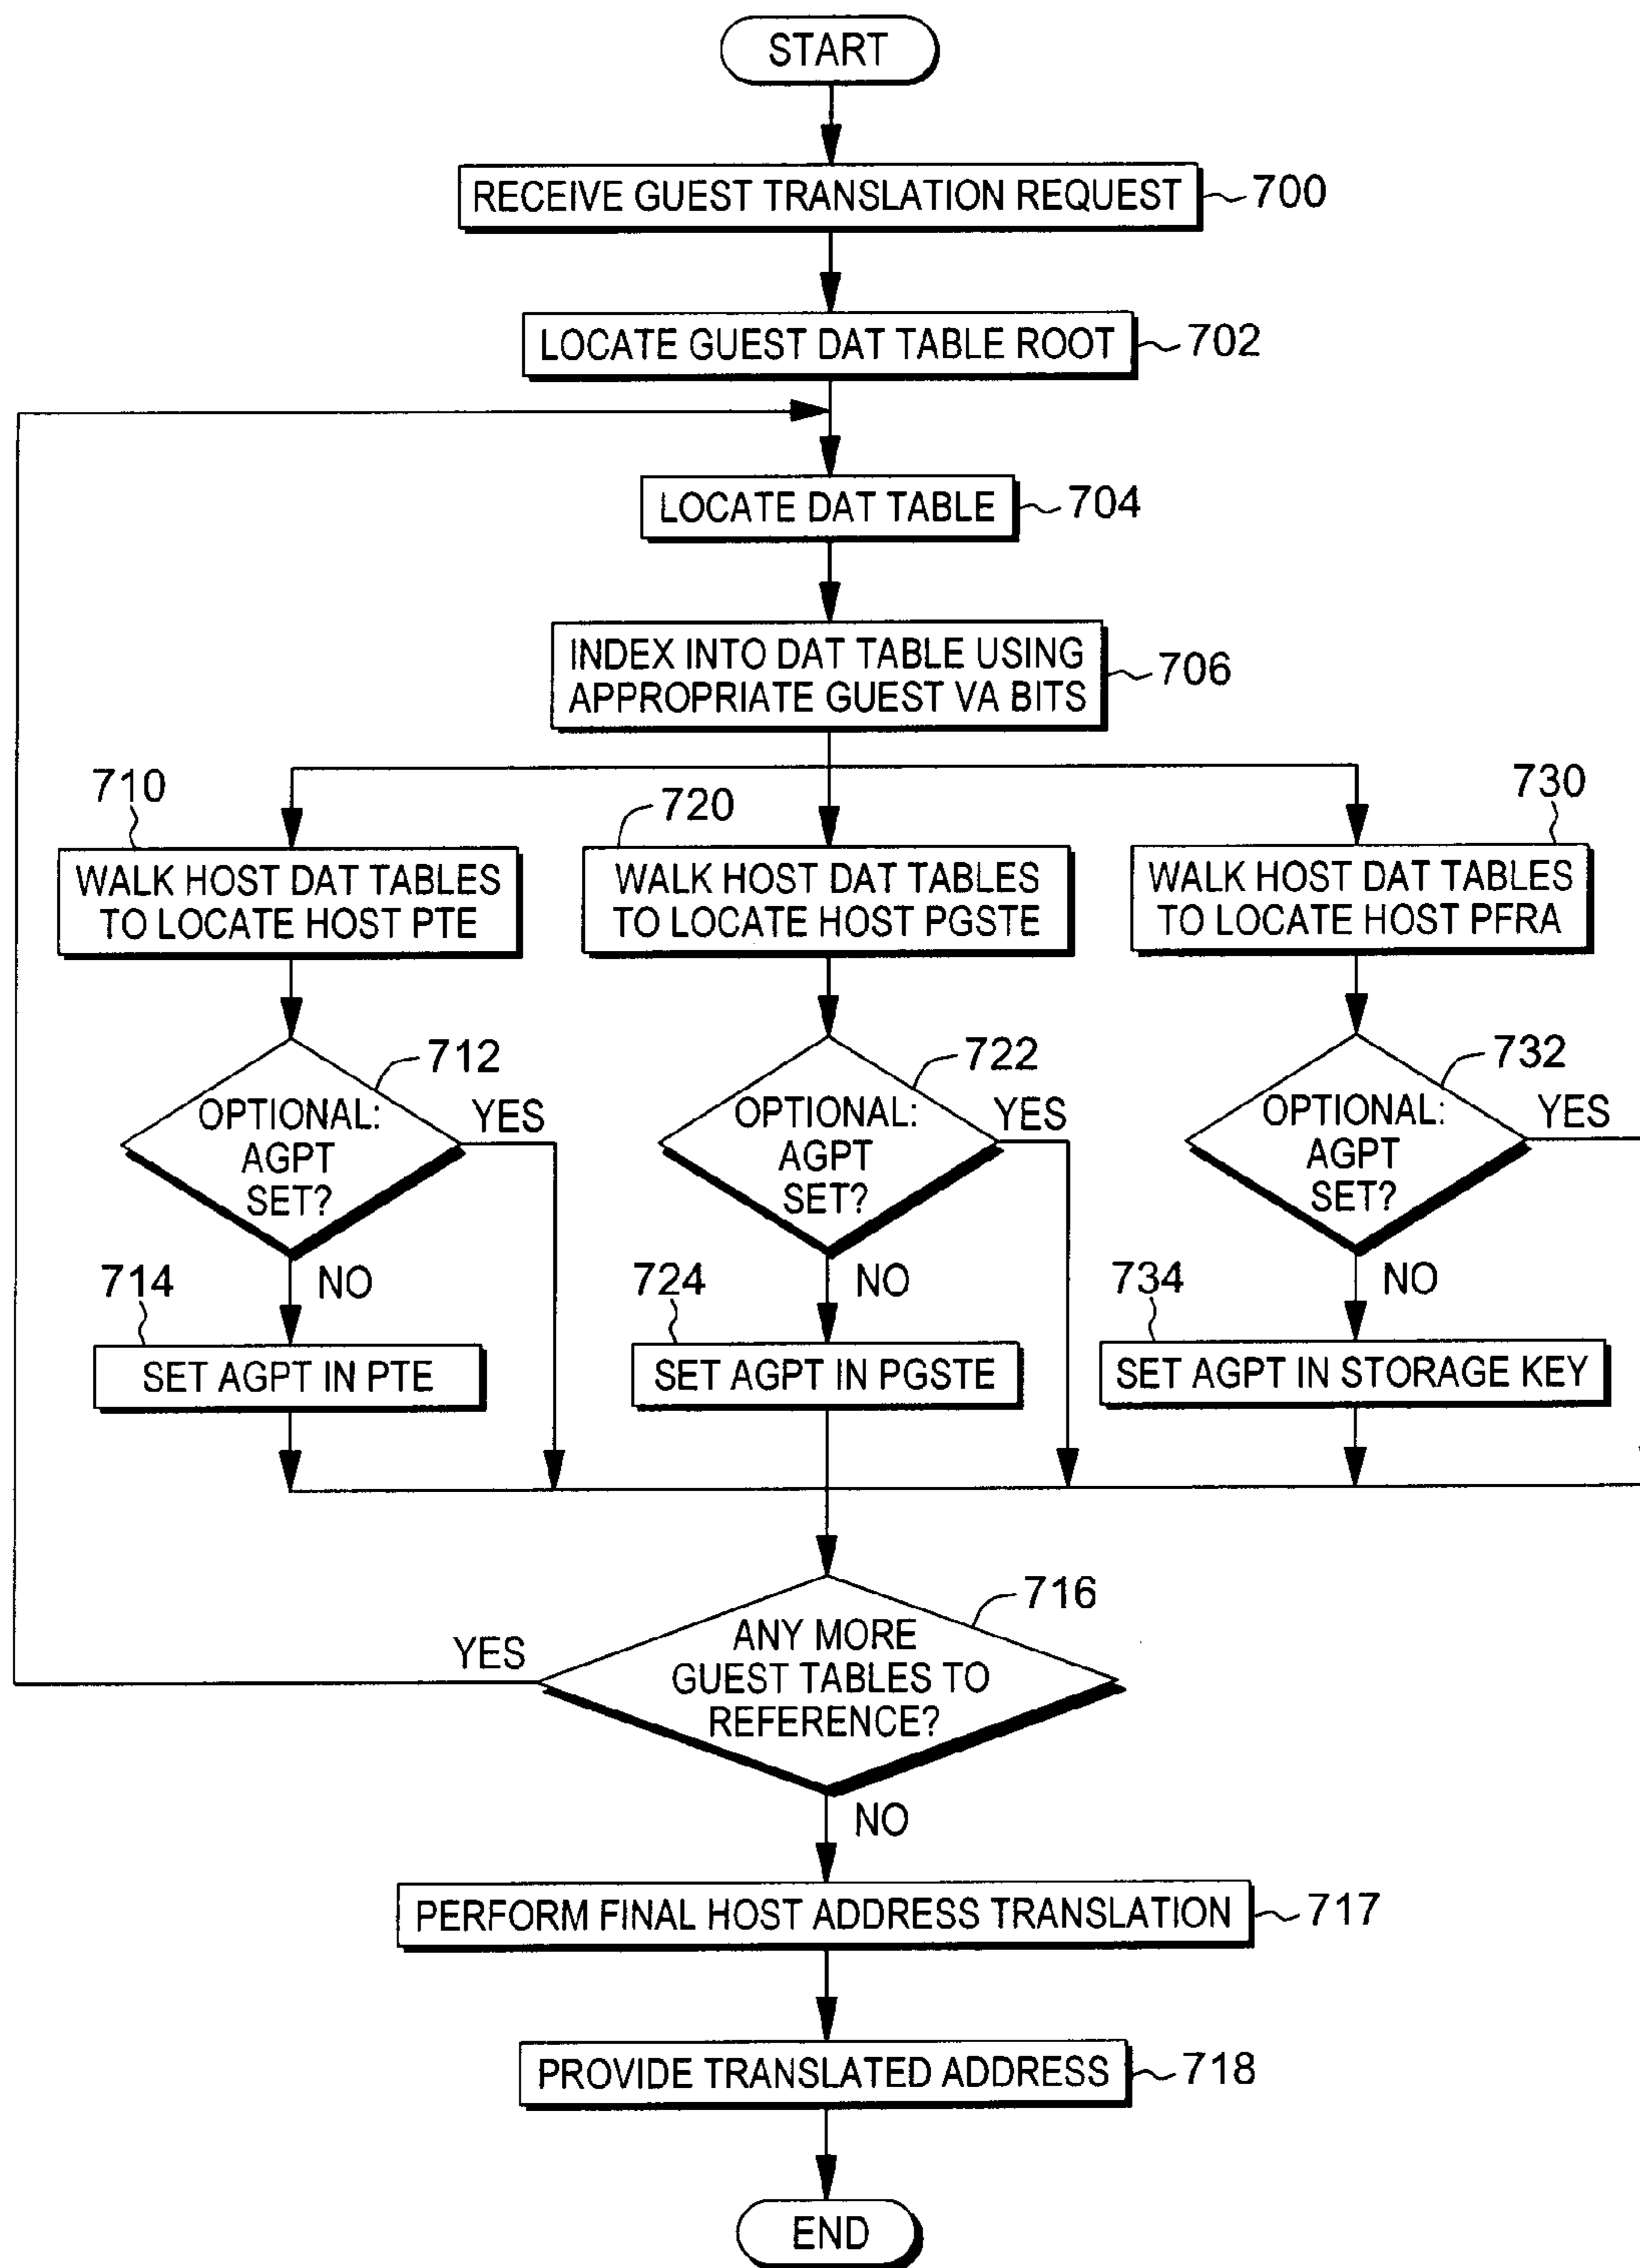 START
RECEIVE GUEST TRANSLATION REQUEST
700
LOCATE GUEST DAT TABLE ROOT
702
LOCATE DAT TABLE
704
INDEX INTO DAT TABLE USING
APPROPRIATE GUEST VA BITS
706
710
WALK HOST DAT TABLES
TO LOCATE HOST PTE
720
WALK HOST DAT TABLES
TO LOCATE HOST PGSTE
730
WALK HOST DAT TABLES
TO LOCATE HOST PFRA
712
OPTIONAL:
AGPT
SET?
YES
NO
722
OPTIONAL:
AGPT
SET?
YES
NO
732
OPTIONAL:
AGPT
SET?
YES
NO
714
SET AGPT IN PTE
724
SET AGPT IN PGSTE
734
SET AGPT IN STORAGE KEY
716
ANY MORE
GUEST TABLES TO
REFERENCE?
YES
NO
PERFORM FINAL HOST ADDRESS TRANSLATION
717
PROVIDE TRANSLATED ADDRESS
718
END